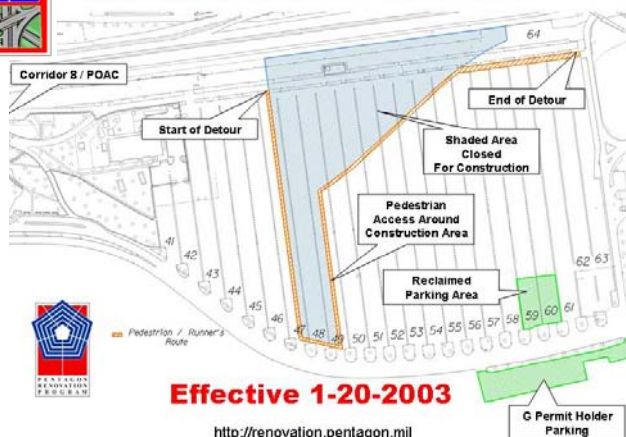 64
Corridor 8 / POAC
Start of Detour
End of Detour
Shaded Area
Closed
For Construction
Pedestrian
Access Around
Construction Area
Reclaimed
Parking Area
41
42
43
44
45
46
47
48
49
50
51
52
53
54
55
56
57
58
59
60
61
62
63
Pedestrian / Runner's
Route
PENTAGON
RENOVATION
PROGRAM
Effective 1-20-2003
G Permit Holder
Parking
http://renovation.pentagon.mil